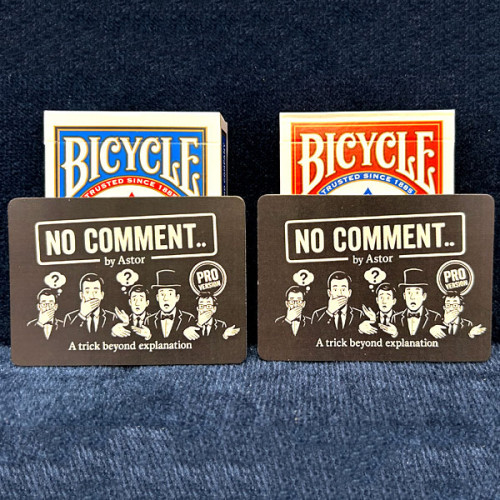 BICYCLE
TRUSTED SINCE 1885
NO COMMENT..
by Astor
?
?
PRO
VERSION
A trick beyond explanation
BICYCLE
TRUSTED SINCE 1885
NO COMMENT..
by Astor
?
?
PRO
VERSION
A trick beyond explanation